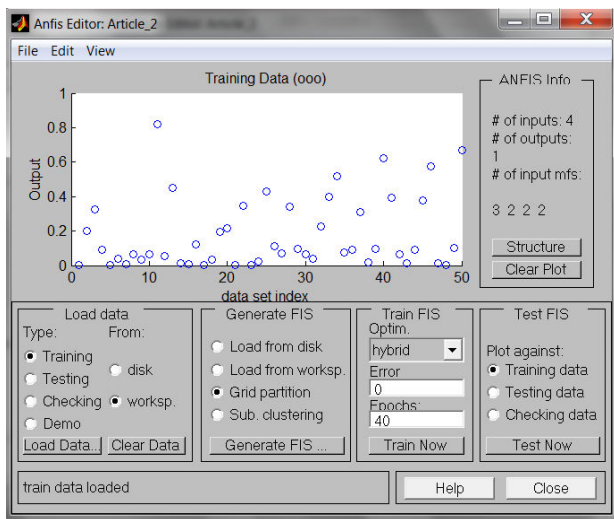 Anfis Editor: Article_2
File Edit View
Training Data (ooo)
1
0.8
0.6
0.4
0.2
0
Output
0 10 20 30 40 50
data set index
ANFIS Info
# of inputs: 4
# of outputs:
1
# of input mfs:
3 2 2 2
Structure
Clear Plot
Load data
Type: From:
Training
Testing
Checking
Demo
disk
worksp.
Load Data... Clear Data
Generate FIS
Load from disk
Load from worksp.
Grid partition
Sub. clustering
Generate FIS ...
Train FIS
Optim.
hybrid
Error
0
Epochs:
40
Train Now
Test FIS
Plot against:
Training data
Testing data
Checking data
Test Now
train data loaded
Help Close